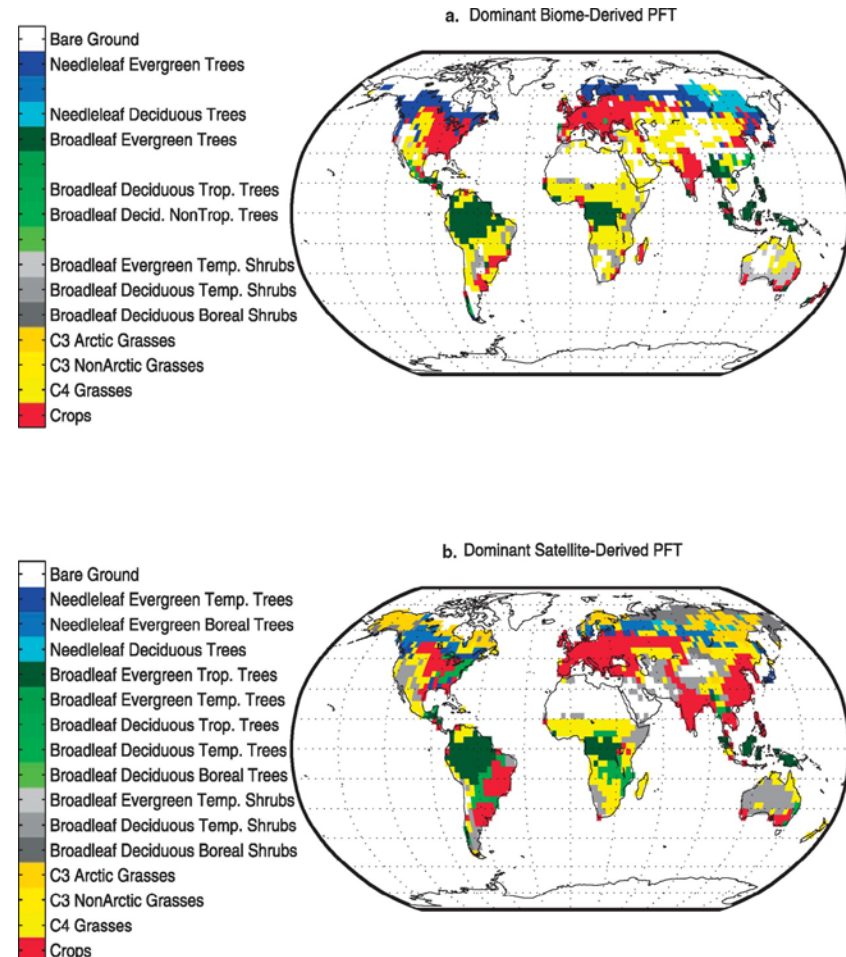 a. Dominant Biome-Derived PFT
Bare Ground
Needleleaf Evergreen Trees
Needleleaf Deciduous Trees
Broadleaf Evergreen Trees
Broadleaf Deciduous Trop. Trees
Broadleaf Decid. NonTrop. Trees
Broadleaf Evergreen Temp. Shrubs
Broadleaf Deciduous Temp. Shrubs
Broadleaf Deciduous Boreal Shrubs
C3 Arctic Grasses
C3 NonArctic Grasses
C4 Grasses
Crops
b. Dominant Satellite-Derived PFT
Bare Ground
Needleleaf Evergreen Temp. Trees
Needleleaf Evergreen Boreal Trees
Needleleaf Deciduous Trees
Broadleaf Evergreen Trop. Trees
Broadleaf Evergreen Temp. Trees
Broadleaf Deciduous Trop. Trees
Broadleaf Deciduous Temp. Trees
Broadleaf Deciduous Boreal Trees
Broadleaf Evergreen Temp. Shrubs
Broadleaf Deciduous Temp. Shrubs
Broadleaf Deciduous Boreal Shrubs
C3 Arctic Grasses
C3 NonArctic Grasses
C4 Grasses
Crops